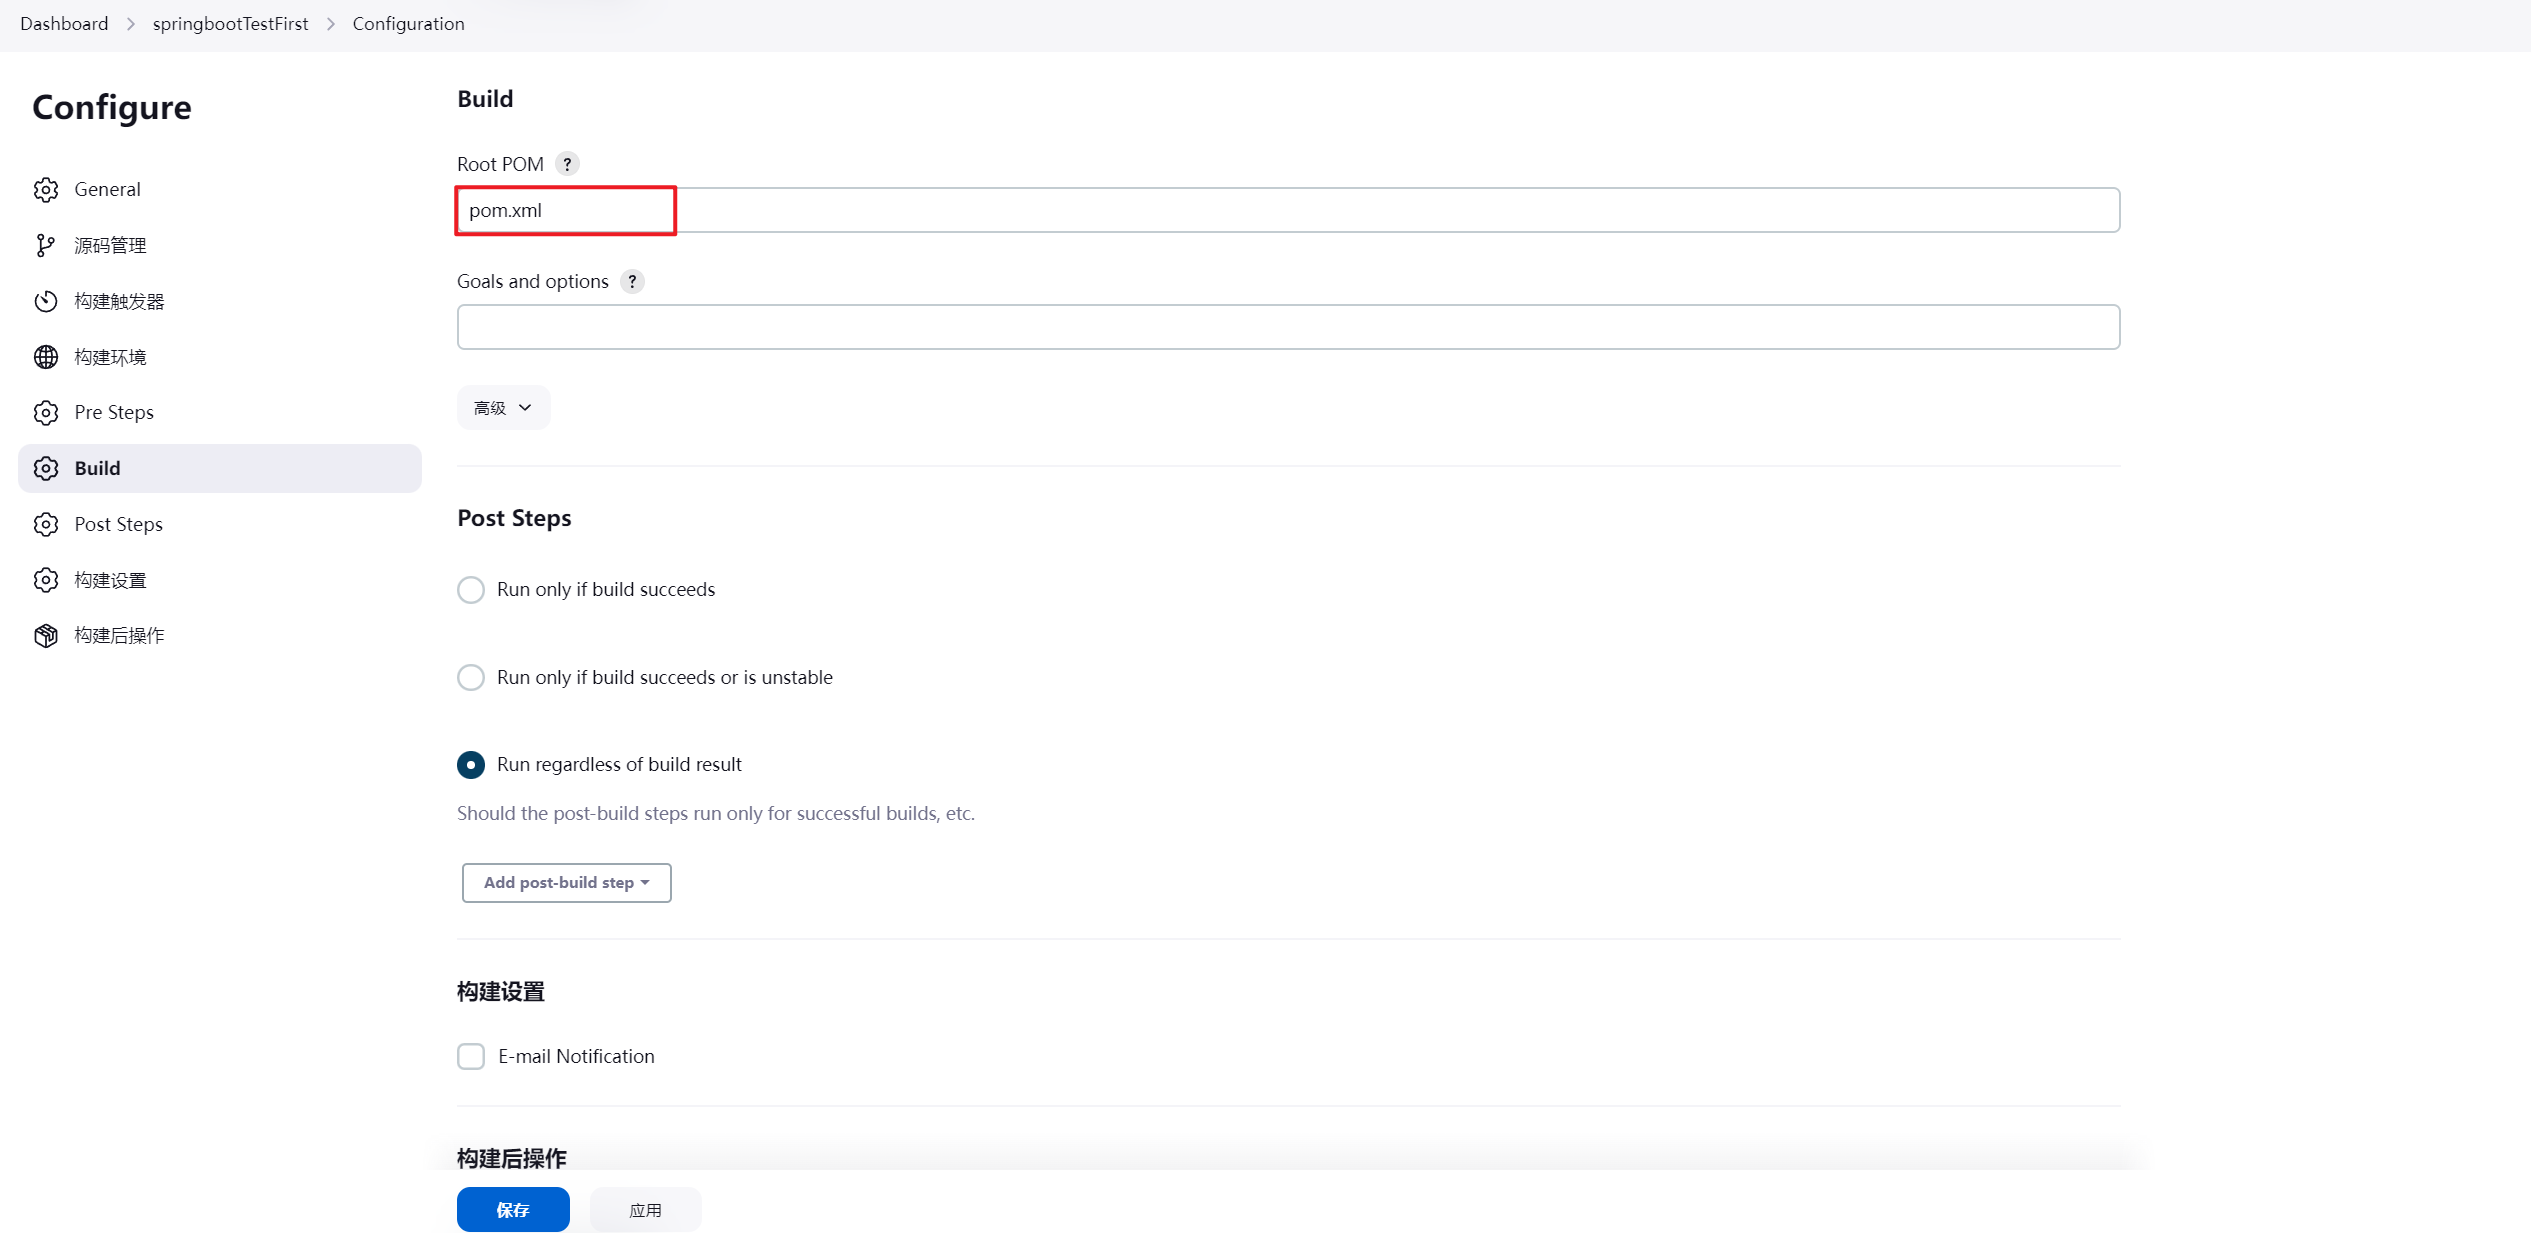 Dashboard > springbootTestFirst > Configuration
Configure
General
源码管理
构建触发器
构建环境
Pre Steps
Build
Post Steps
构建设置
构建后操作
Build
Root POM ?
pom.xml
Goals and options ?
高级
Post Steps
Run only if build succeeds
Run only if build succeeds or is unstable
Run regardless of build result
Should the post-build steps run only for successful builds, etc.
Add post-build step
构建设置
E-mail Notification
构建后操作
保存 应用